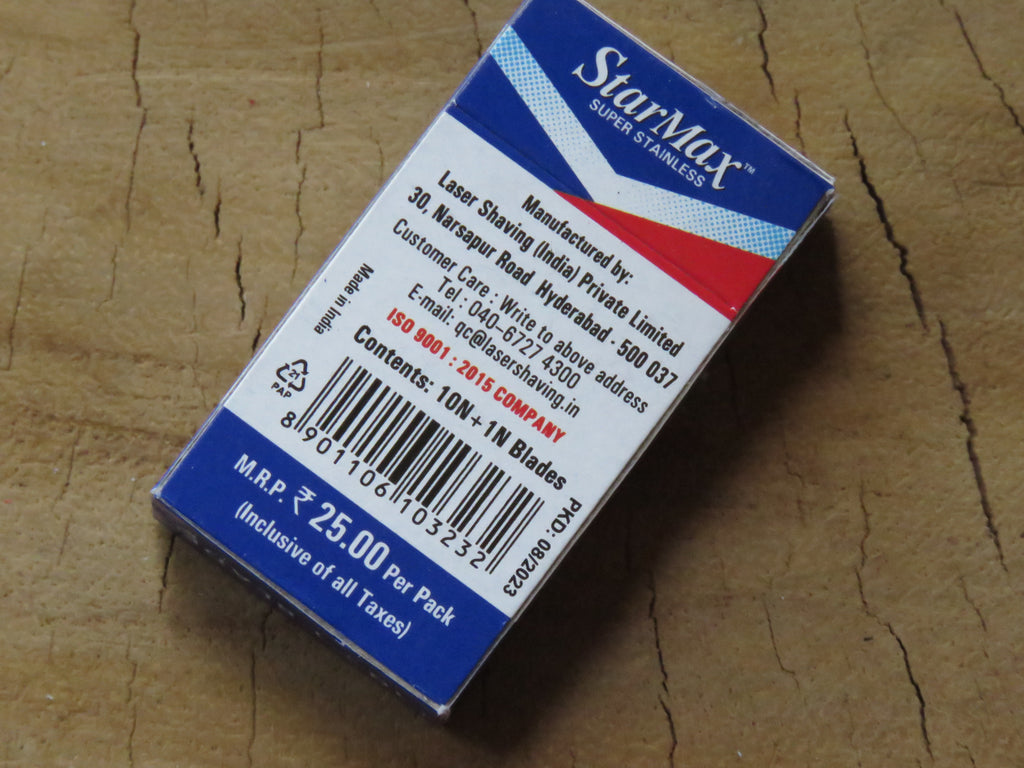 StarMax™
SUPER STAINLESS
Manufactured by:
Laser Shaving (India) Private Limited
30, Narsapur Road Hyderabad - 500 037
Customer Care : Write to above address
Tel : 040-6727 4300
E-mail: qc@lasershaving.in
ISO 9001 : 2015 COMPANY
Contents: 10N+1N Blades
Made in India
21
PAP
8 901106 103232
PKD: 08/2023
M.R.P. ₹ 25.00 Per Pack
(Inclusive of all Taxes)